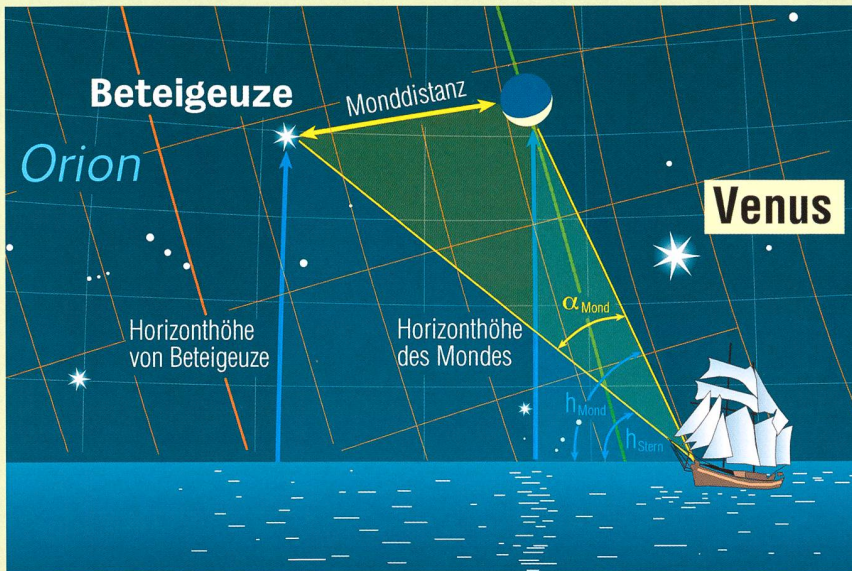 Beteigeuze
Monddistanz
Orion
Venus
α Mond
Horizonthöhe
von Beteigeuze
Horizonthöhe
des Mondes
h Mond
h Stern